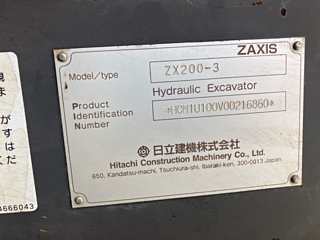 ZAXIS
Model/type ZX200-3
Hydraulic Excavator
Product
Identification
Number
*HCM1U100V00216860*
日立建機株式会社
Hitachi Construction Machinery Co., Ltd.
650, Kandatsu-machi, Tsuchiura-shi, Ibaraki-ken, 300-0013 Japan
4666043